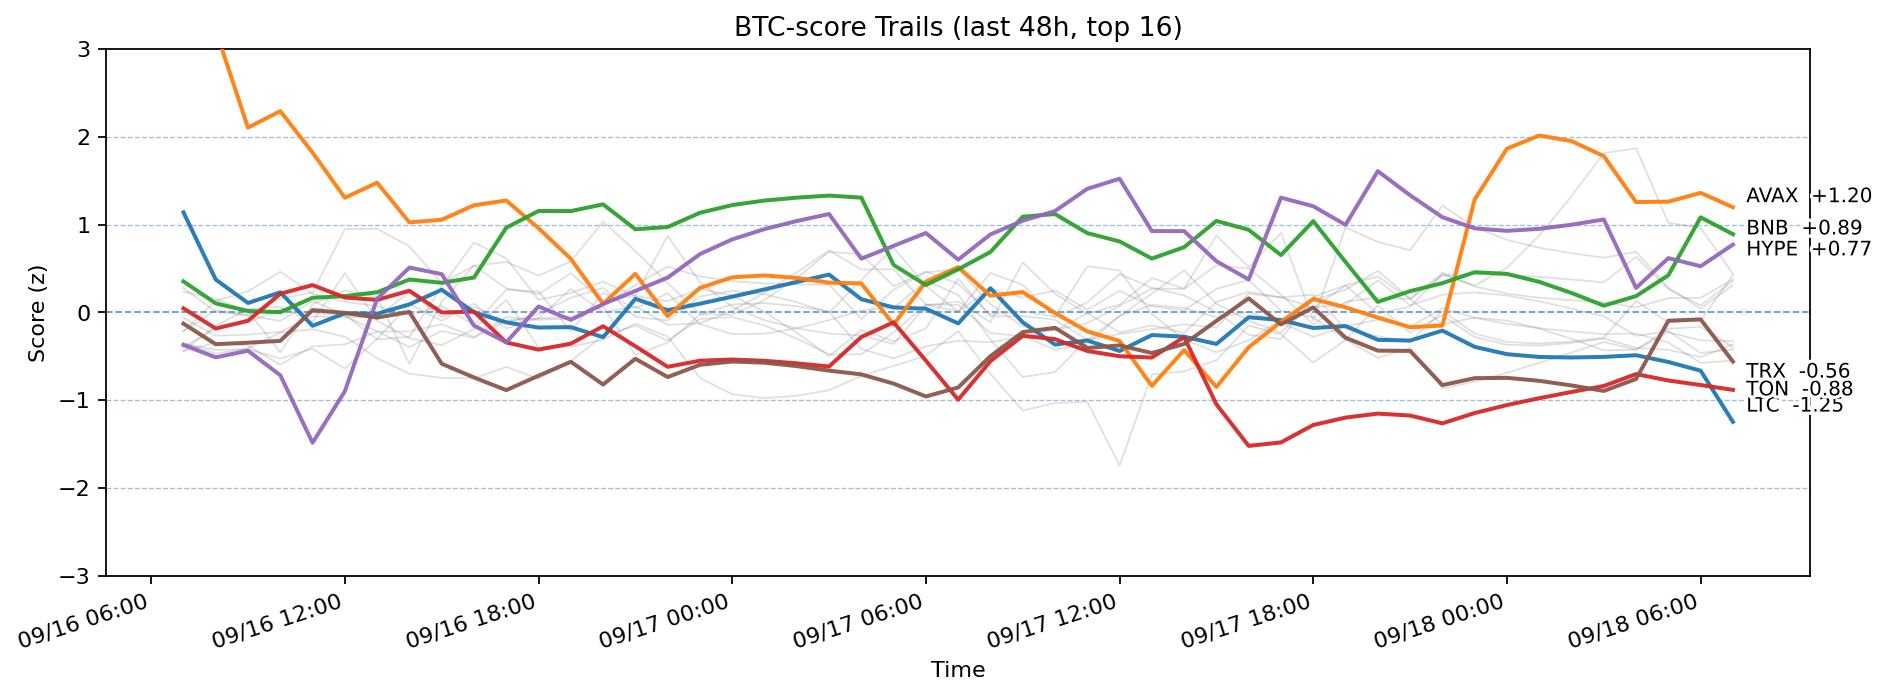 BTC-score Trails (last 48h, top 16)
Score (z)
3
2
1
0
−1
−2
−3
AVAX +1.20
BNB +0.89
HYPE +0.77
TRX -0.56
TON -0.88
LTC -1.25
09/16 06:00
09/16 12:00
09/16 18:00
09/17 00:00
09/17 06:00
09/17 12:00
09/17 18:00
09/18 00:00
09/18 06:00
Time